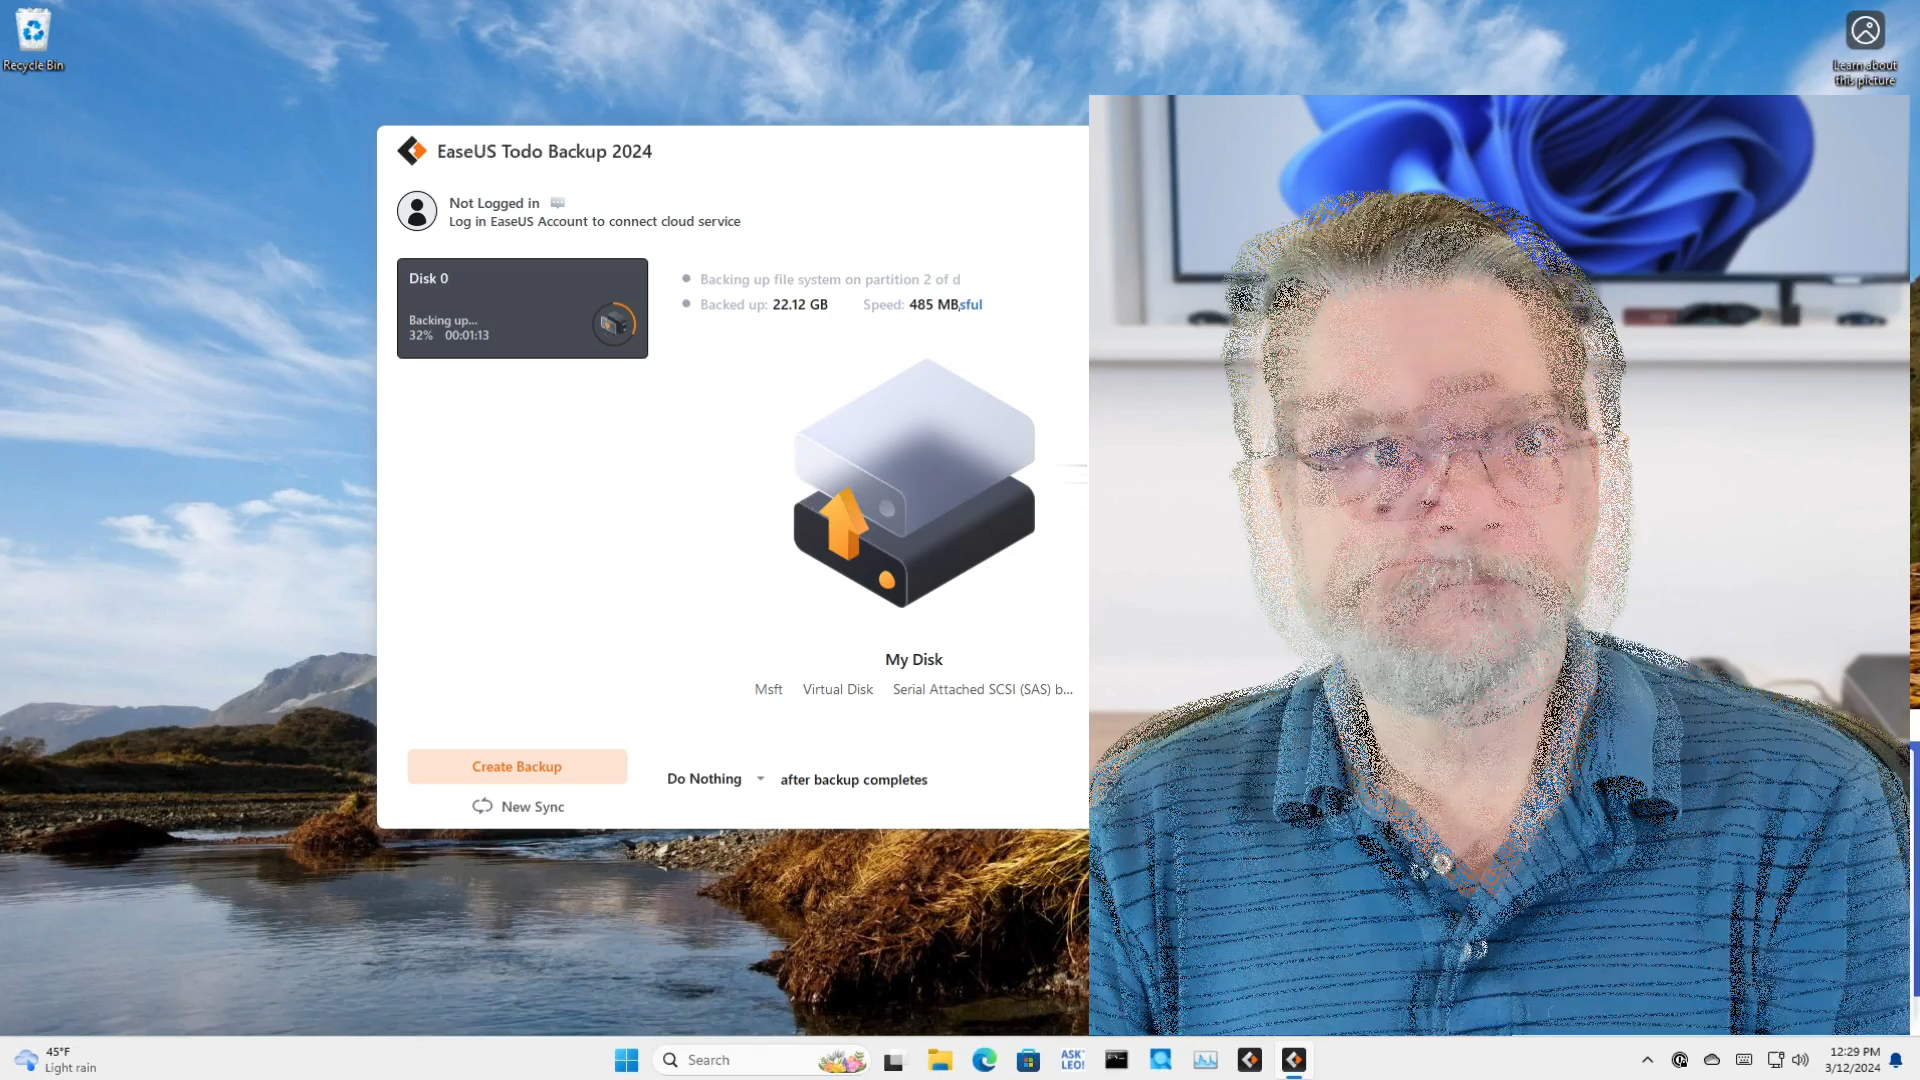 Recycle Bin
Learn about
this picture
EaseUS Todo Backup 2024
Not Logged in
Log in EaseUS Account to connect cloud service
Disk 0
Backing up...
32% 00:01:13
Backing up file system on partition 2 of d
Backed up: 22.12 GB Speed: 485 MB,sful
My Disk
Msft Virtual Disk Serial Attached SCSI (SAS) b...
Create Backup
Do Nothing after backup completes
New Sync
45°F
Light rain
Search
ASK
LEO!
12:29 PM
3/12/2024